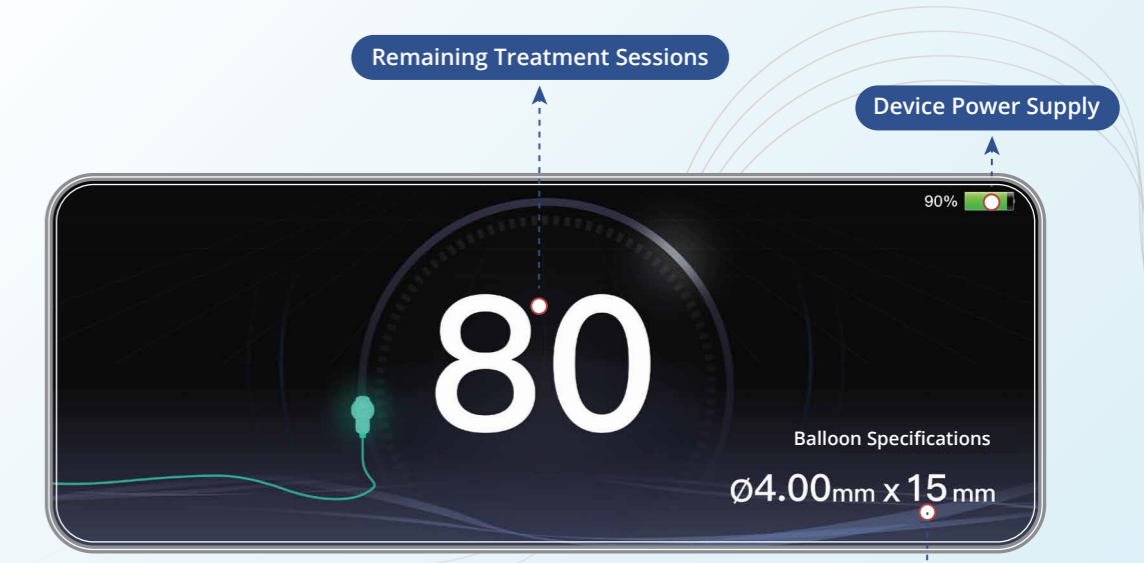 Remaining Treatment Sessions
Device Power Supply
90%
80
Balloon Specifications
Ø4.00mm x 15 mm